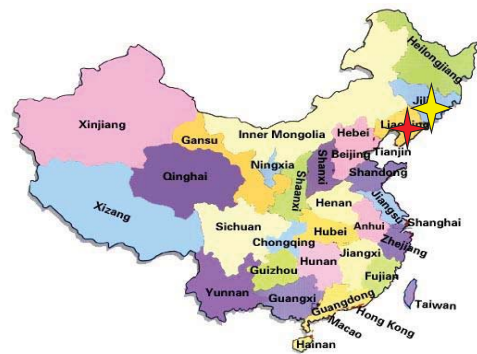 Heilongjiang
Xinjiang
Inner Mongolia
Hebei
Gansu
Beijing
Tianjin
Ningxia
Shanxi
Shaanxi
Shandong
Qinghai
Xizang
Henan
Jiangsu
Sichuan
Shanghai
Hubei
Anhui
Chongqing
Zhejiang
Hunan
Jiangxi
Guizhou
Fujian
Yunnan
Guangxi
Guangdong
Taiwan
Hong Kong
Macao
Hainan